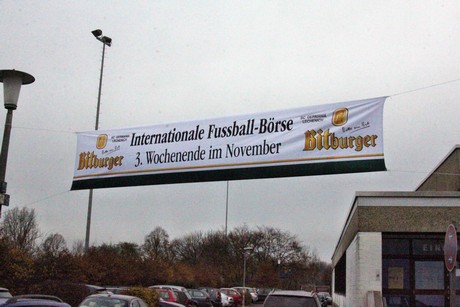 Internationale Fussball-Börse
3. Wochenende im November
Bitburger
Bitburger